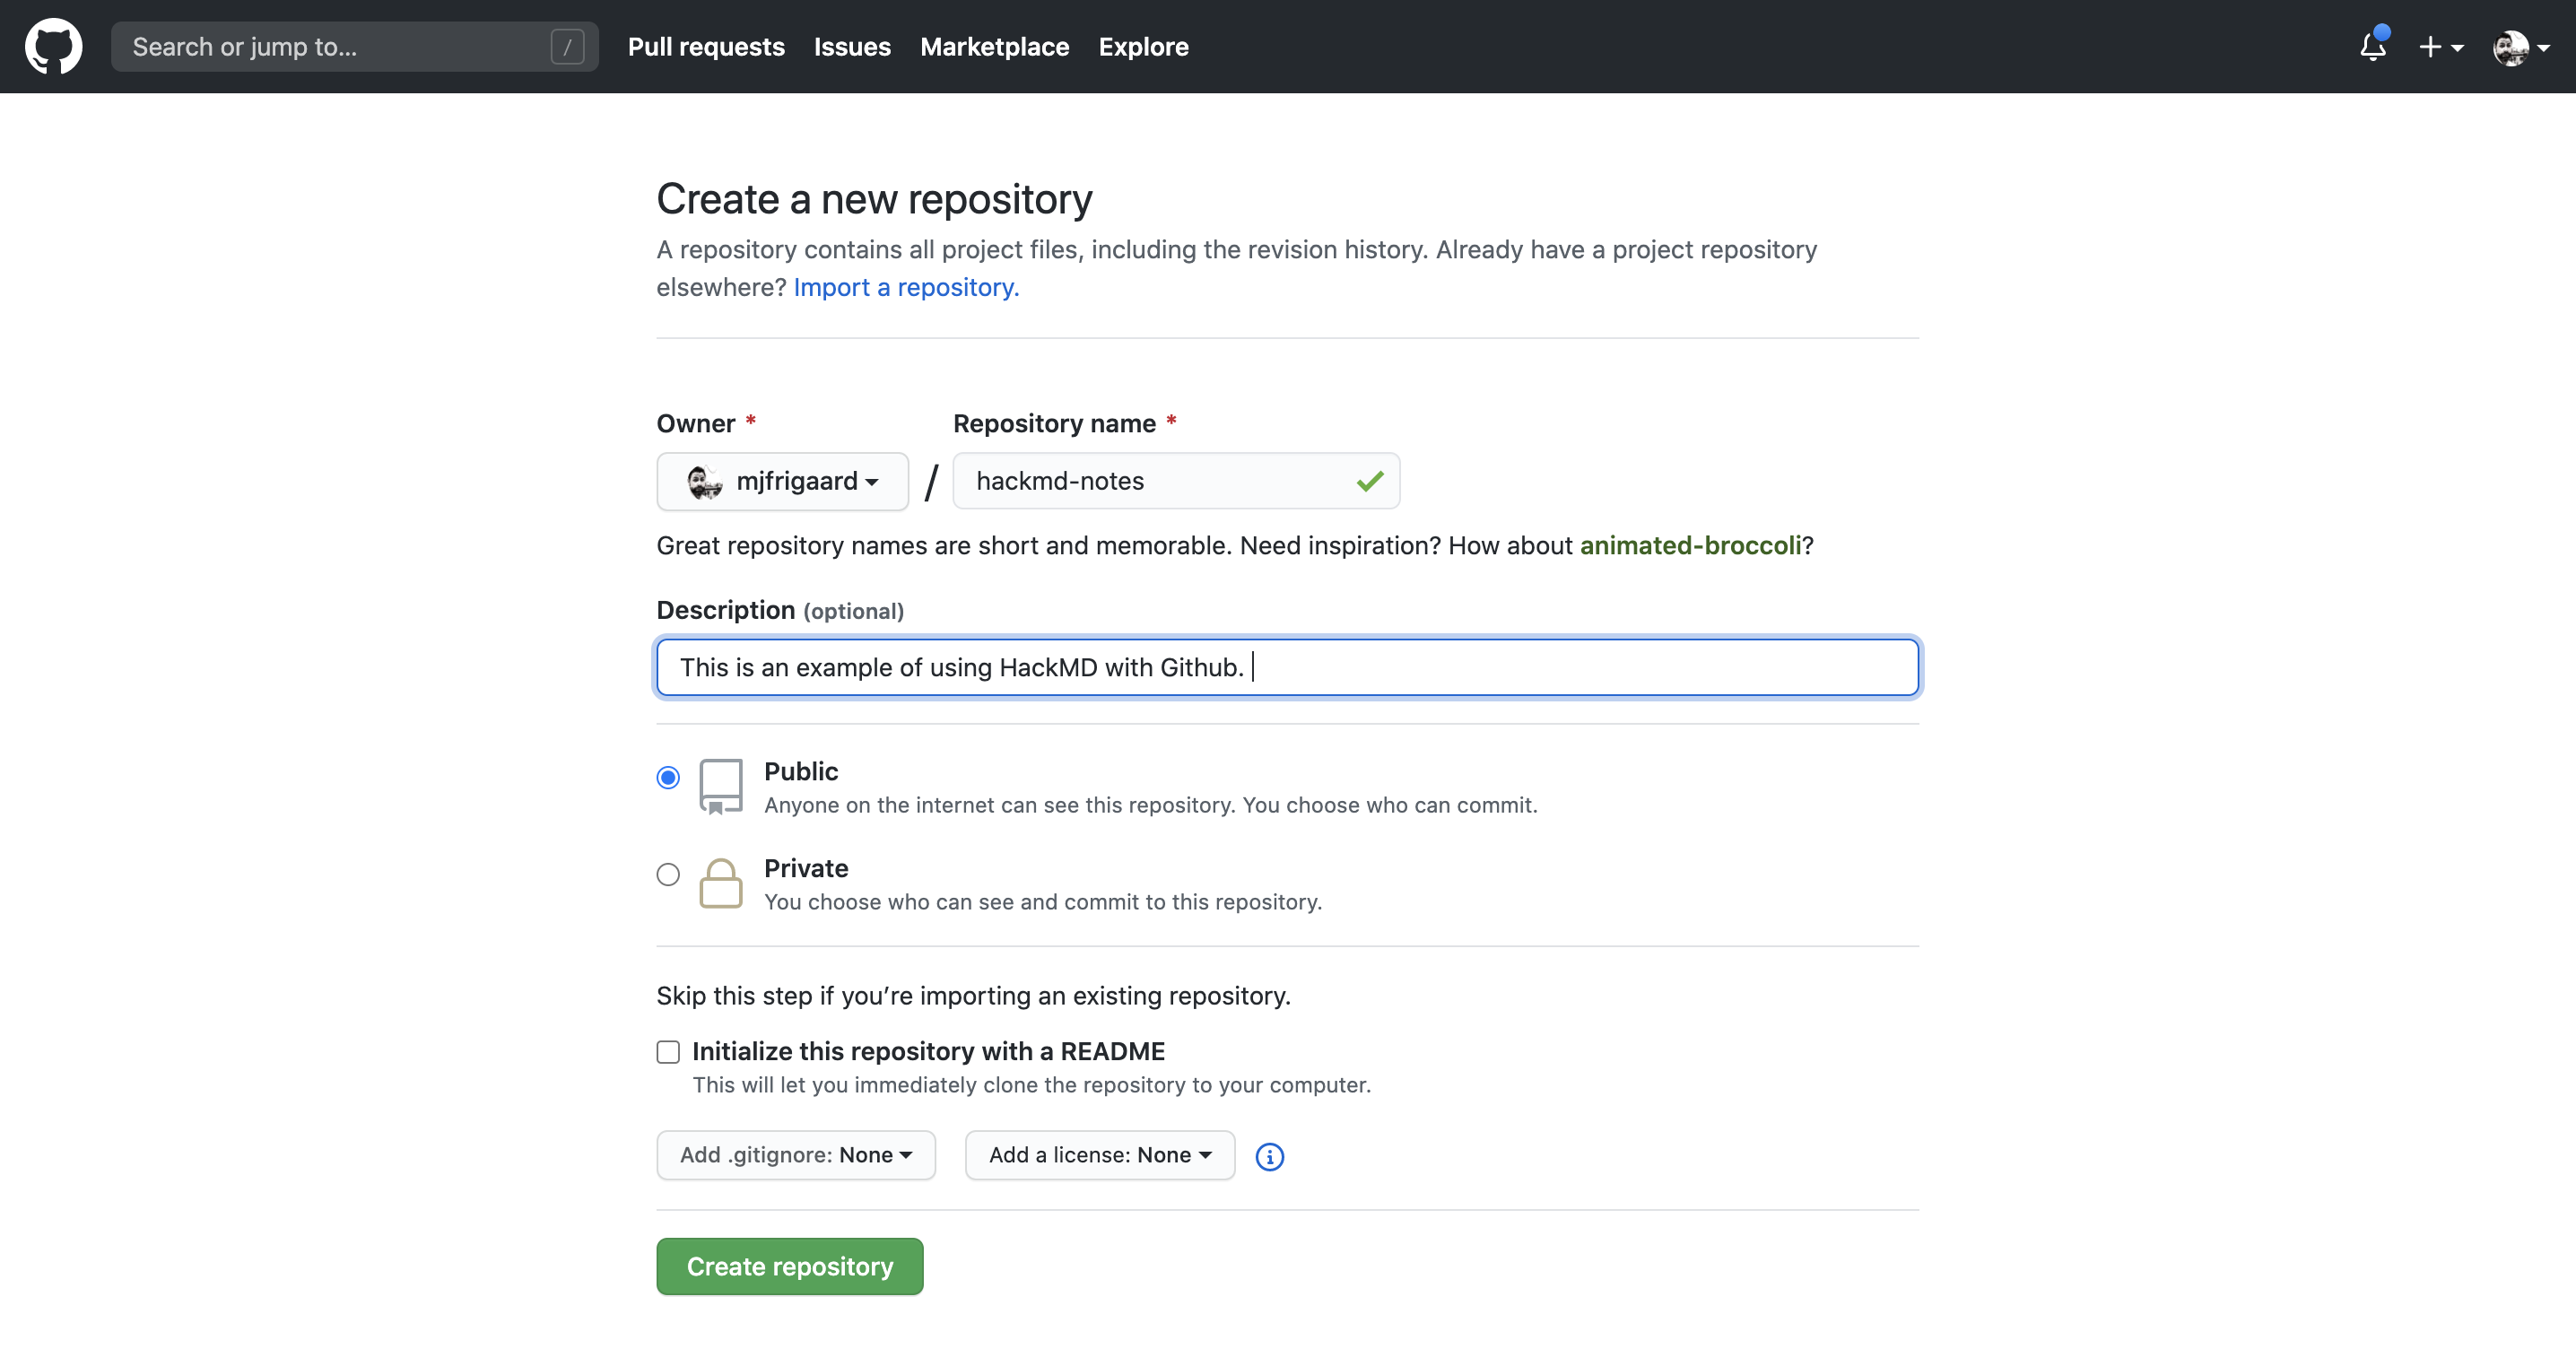 Search or jump to... /
Pull requests Issues Marketplace Explore
Create a new repository
A repository contains all project files, including the revision history. Already have a project repository
elsewhere? Import a repository.
Owner * Repository name *
mjfrigaard / hackmd-notes
Great repository names are short and memorable. Need inspiration? How about animated-broccoli?
Description (optional)
This is an example of using HackMD with Github.
Public
Anyone on the internet can see this repository. You choose who can commit.
Private
You choose who can see and commit to this repository.
Skip this step if you’re importing an existing repository.
Initialize this repository with a README
This will let you immediately clone the repository to your computer.
Add .gitignore: None Add a license: None
Create repository